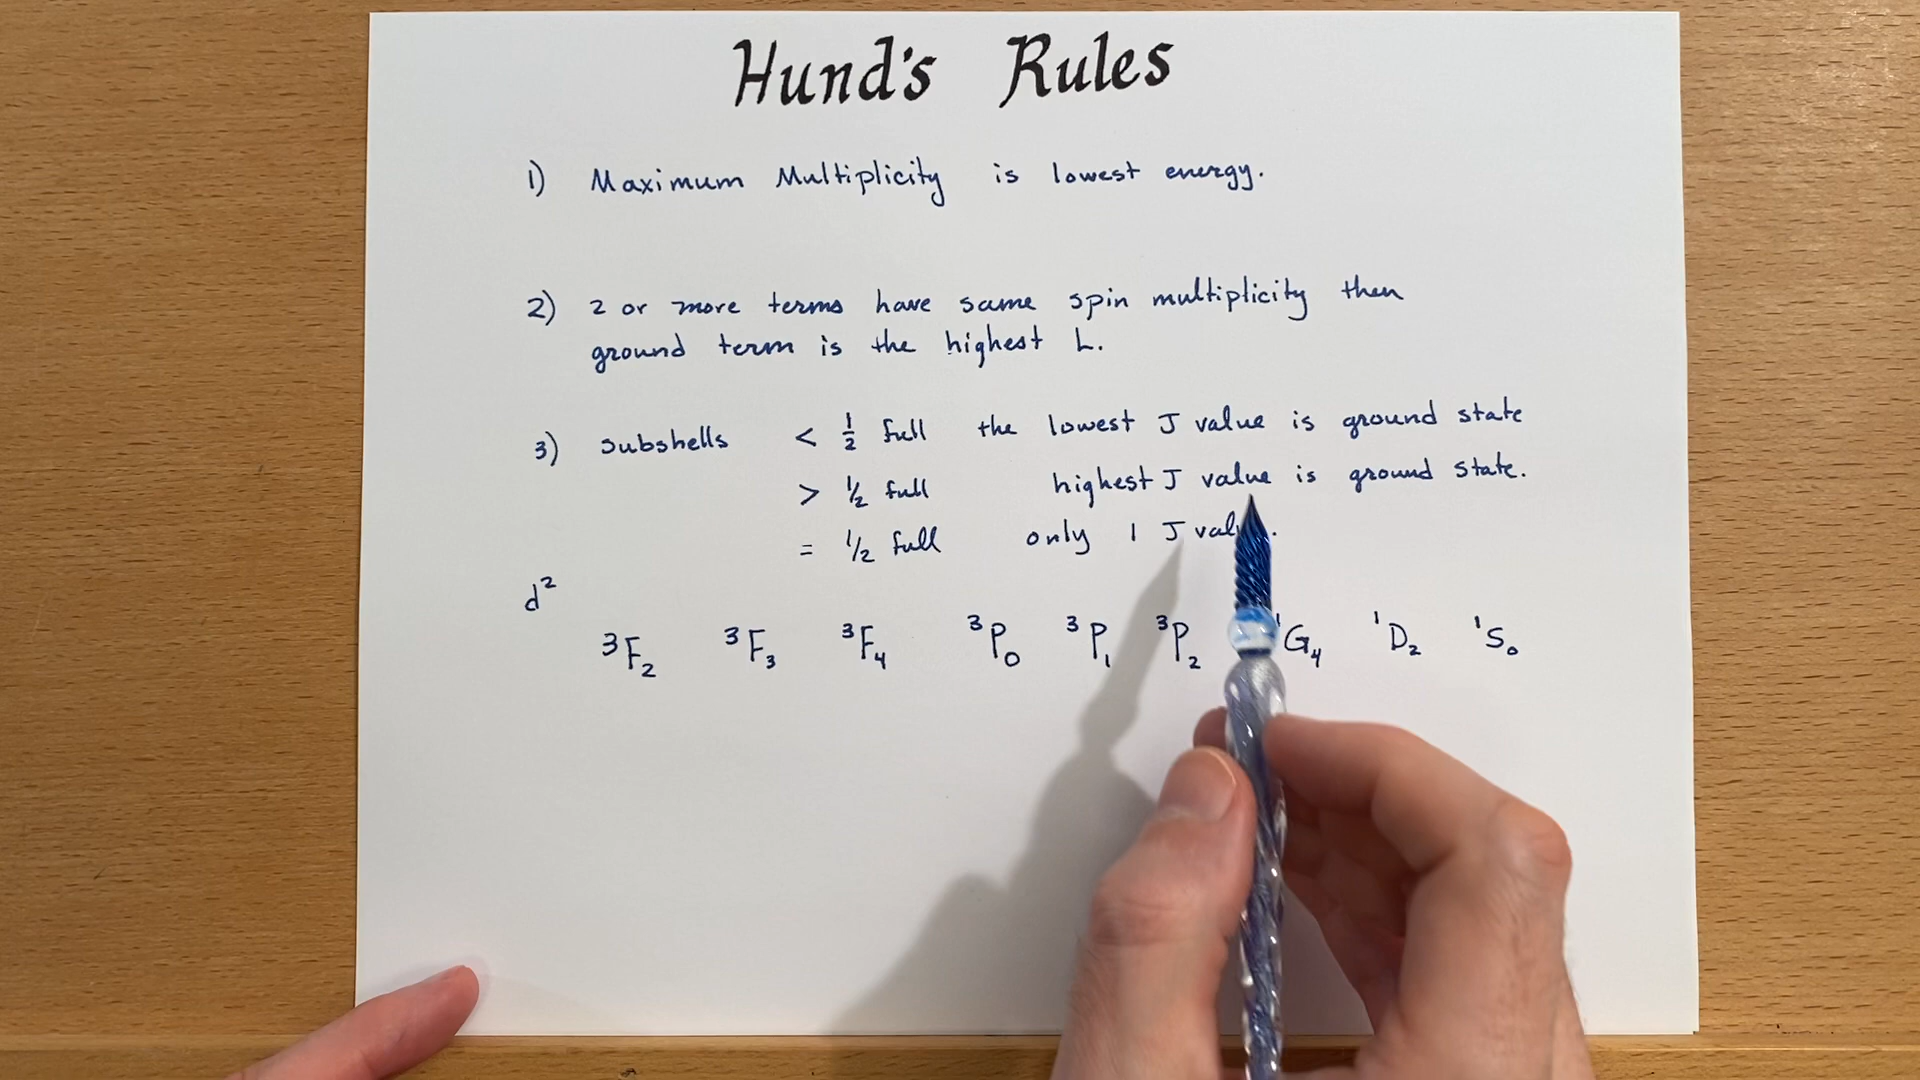 Hund's Rules
1) Maximum Multiplicity is lowest energy.
2) 2 or more terms have same spin multiplicity then
ground term is the highest L.
3) subshells < 1/2 full the lowest J value is ground state
> 1/2 full highest J value is ground state.
= 1/2 full only 1 J
d²
³F₂ ³F₃ ³F₄ ³P₀ ³P₁ ³P₂ ¹G₄ ¹D₂ ¹S₀